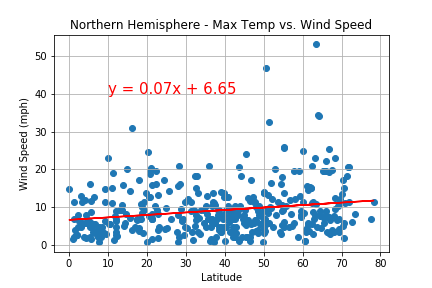 Northern Hemisphere - Max Temp vs. Wind Speed
50
y = 0.07x + 6.65
40
30
20
10
0
Wind Speed (mph)
0 10 20 30 40 50 60 70 80
Latitude